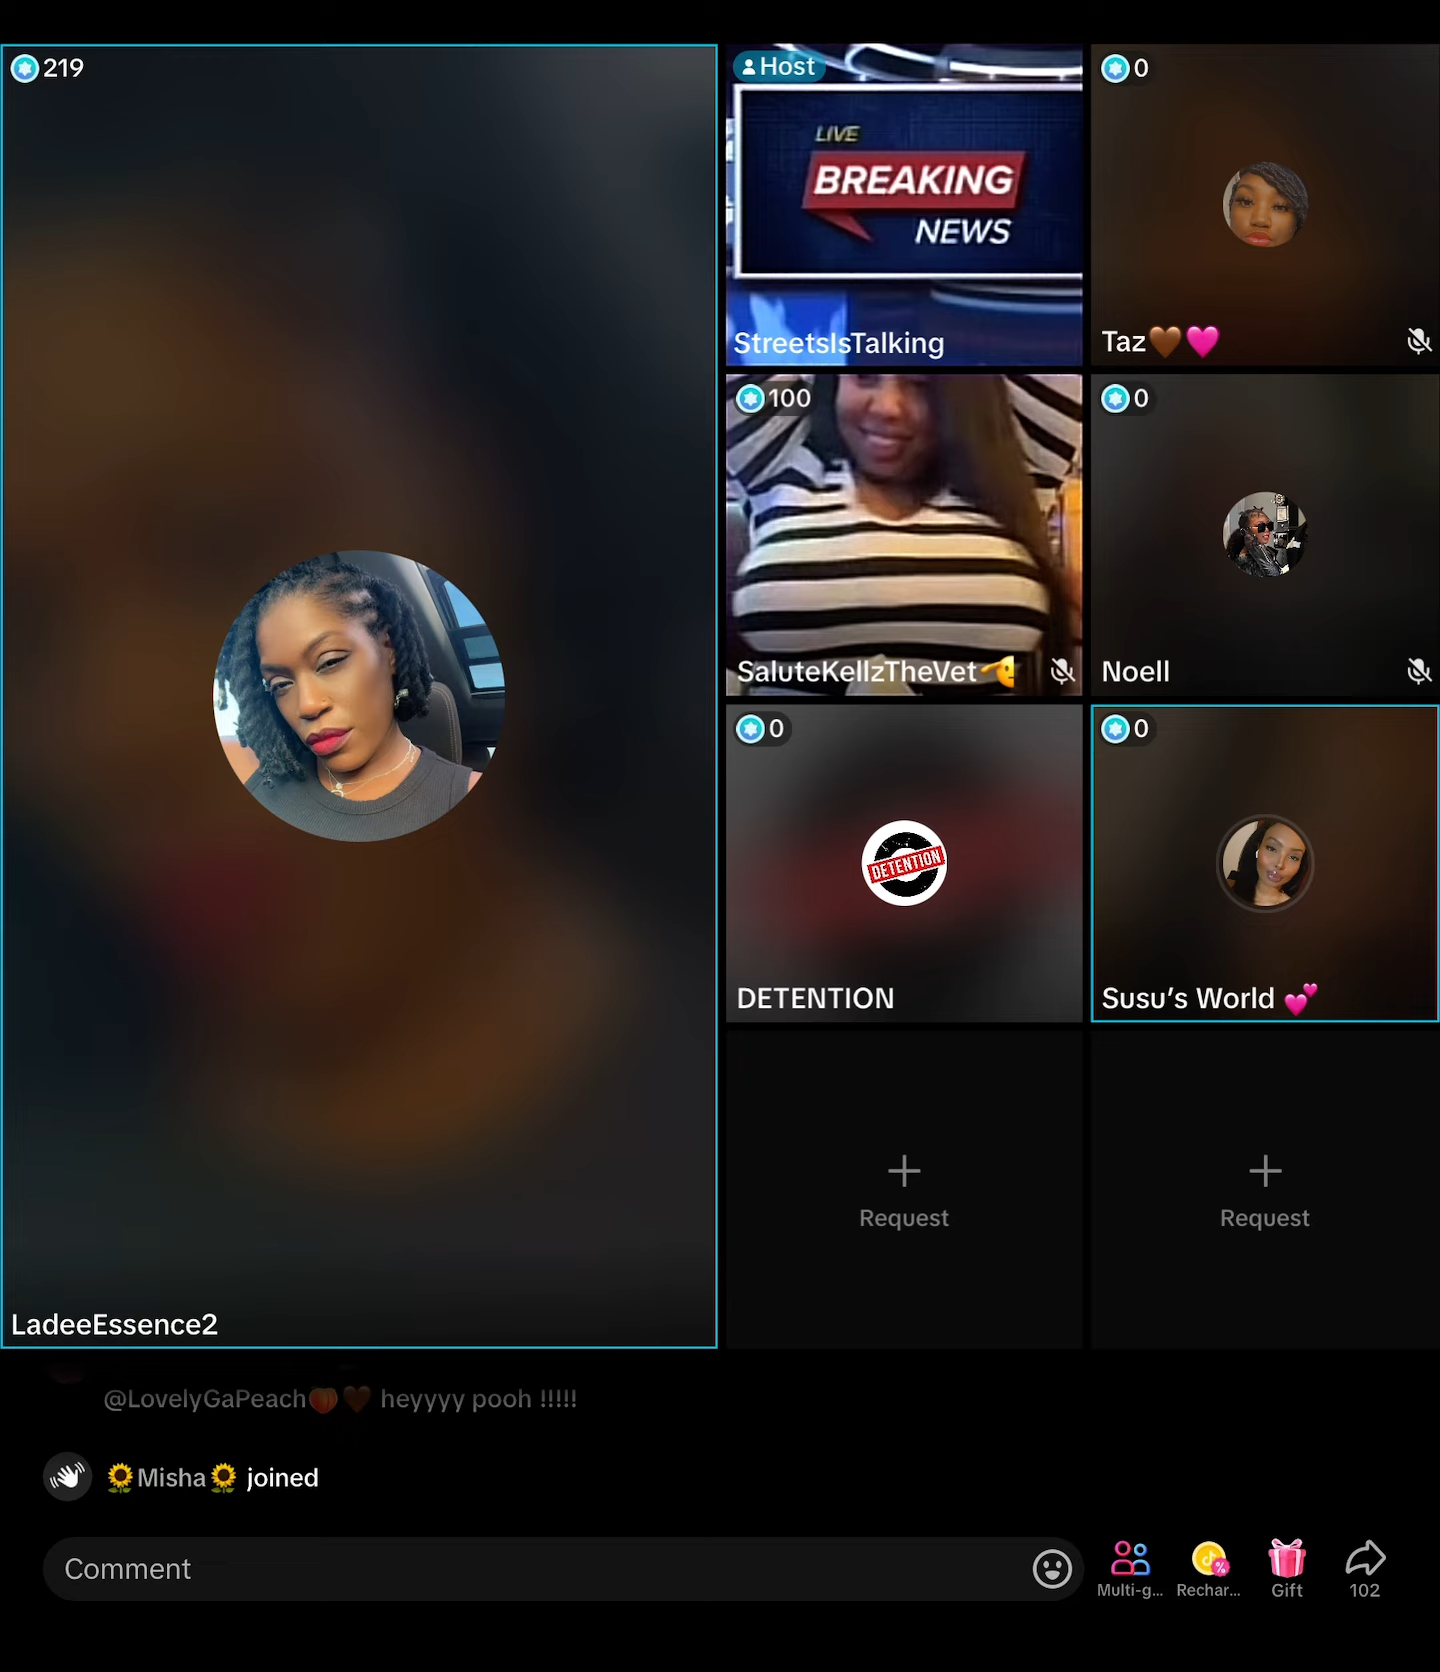 219
LadeeEssence2
Host
LIVE
BREAKING
NEWS
StreetsIsTalking
0
Taz🤎🩷
100
SaluteKellzTheVet🫡
0
Noell
0
DETENTION
DETENTION
0
Susu’s World 💕
Request
Request
@LovelyGaPeach🍑🤎 heyyyy pooh !!!!!
🌻Misha🌻 joined
Comment
Multi-g...
Rechar...
Gift
102